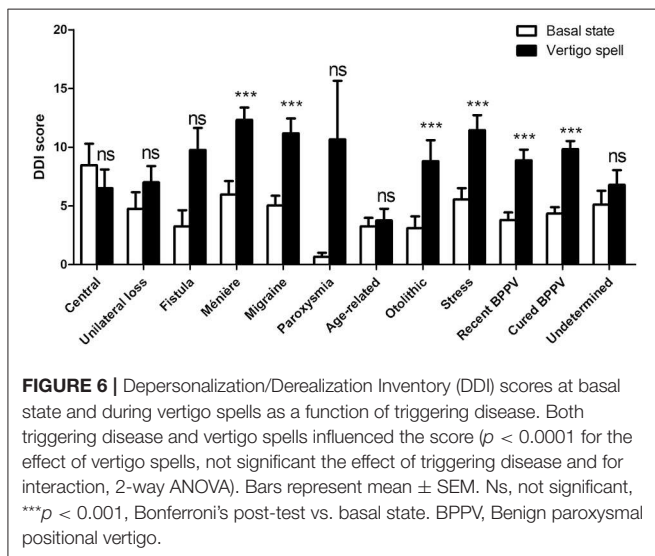 Basal state
Vertigo spell
DDI score
20
15
10
5
0
ns
ns
ns
***
***
ns
ns
***
***
***
***
ns
Central
Unilateral loss
Fistula
Ménière
Migraine
Paroxysmia
Age-related
Otolithic
Stress
Recent BPPV
Cured BPPV
Undetermined
FIGURE 6 | Depersonalization/Derealization Inventory (DDI) scores at basal
state and during vertigo spells as a function of triggering disease. Both
triggering disease and vertigo spells influenced the score (p < 0.0001 for the
effect of vertigo spells, not significant the effect of triggering disease and for
interaction, 2-way ANOVA). Bars represent mean ± SEM. Ns, not significant,
***p < 0.001, Bonferroni's post-test vs. basal state. BPPV, Benign paroxysmal
positional vertigo.